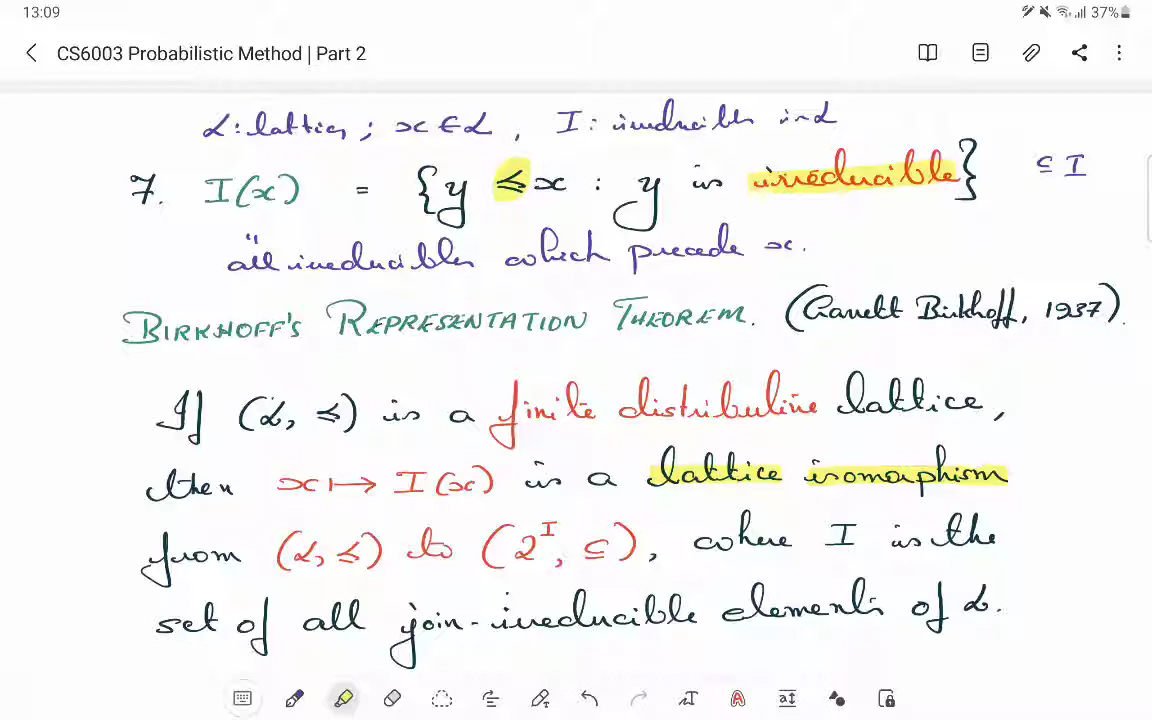 13:09 37%
CS6003 Probabilistic Method | Part 2
L : lattice ; x ∈ L , I : irreducibles in L
7. I(x) = {y ≤ x : y is irreducible} ⊆ I
" all irreducibles which precede x.
BIRKHOFF'S REPRESENTATION THEOREM. (Garrett Birkhoff, 1937).
If (L, ≤) is a finite distributive lattice,
then x ↦ I(x) is a lattice isomorphism
from (L, ≤) to (2^I, ⊆), where I is the
set of all join-irreducible elements of L.